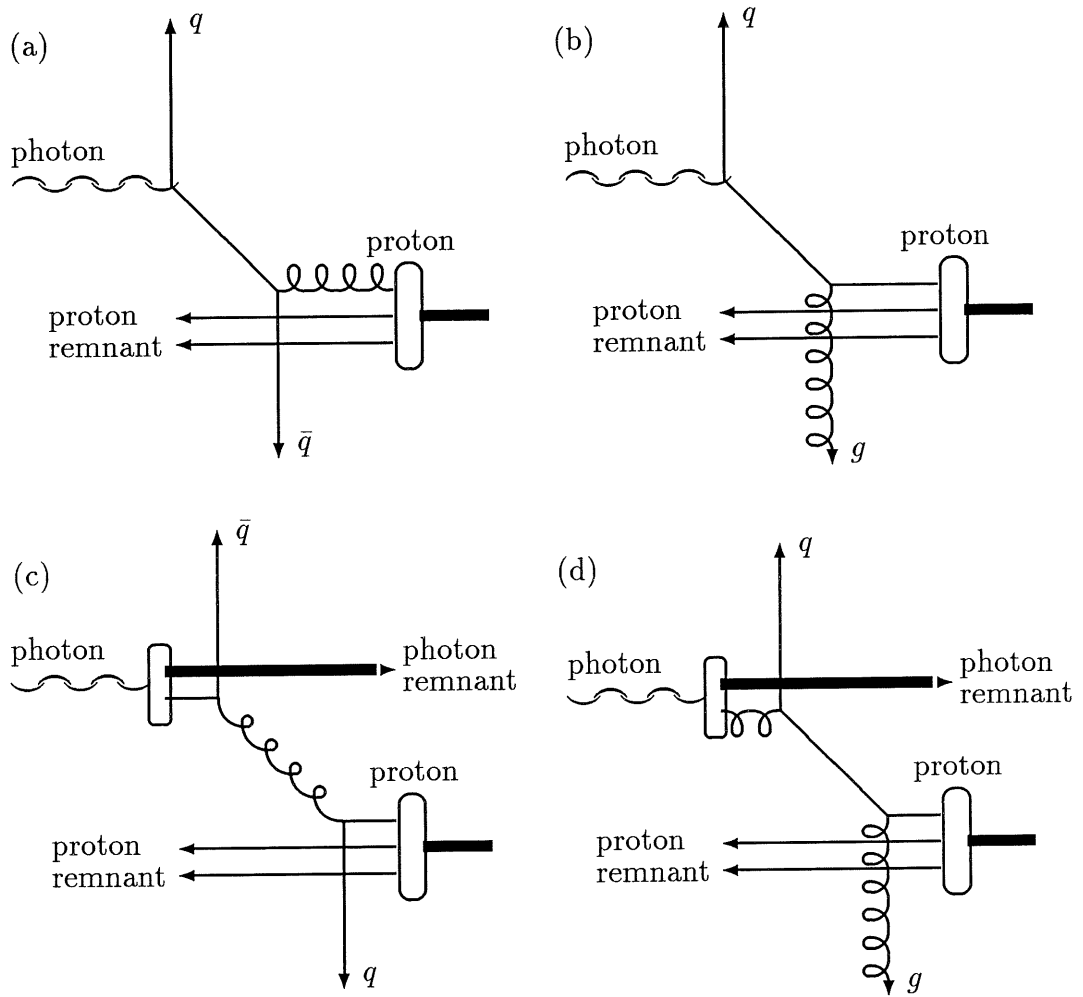 (a)
q
photon
proton
proton
remnant
q̄
(b)
q
photon
proton
proton
remnant
g
(c)
q̄
photon
photon
remnant
proton
proton
remnant
q
(d)
q
photon
photon
remnant
proton
proton
remnant
g